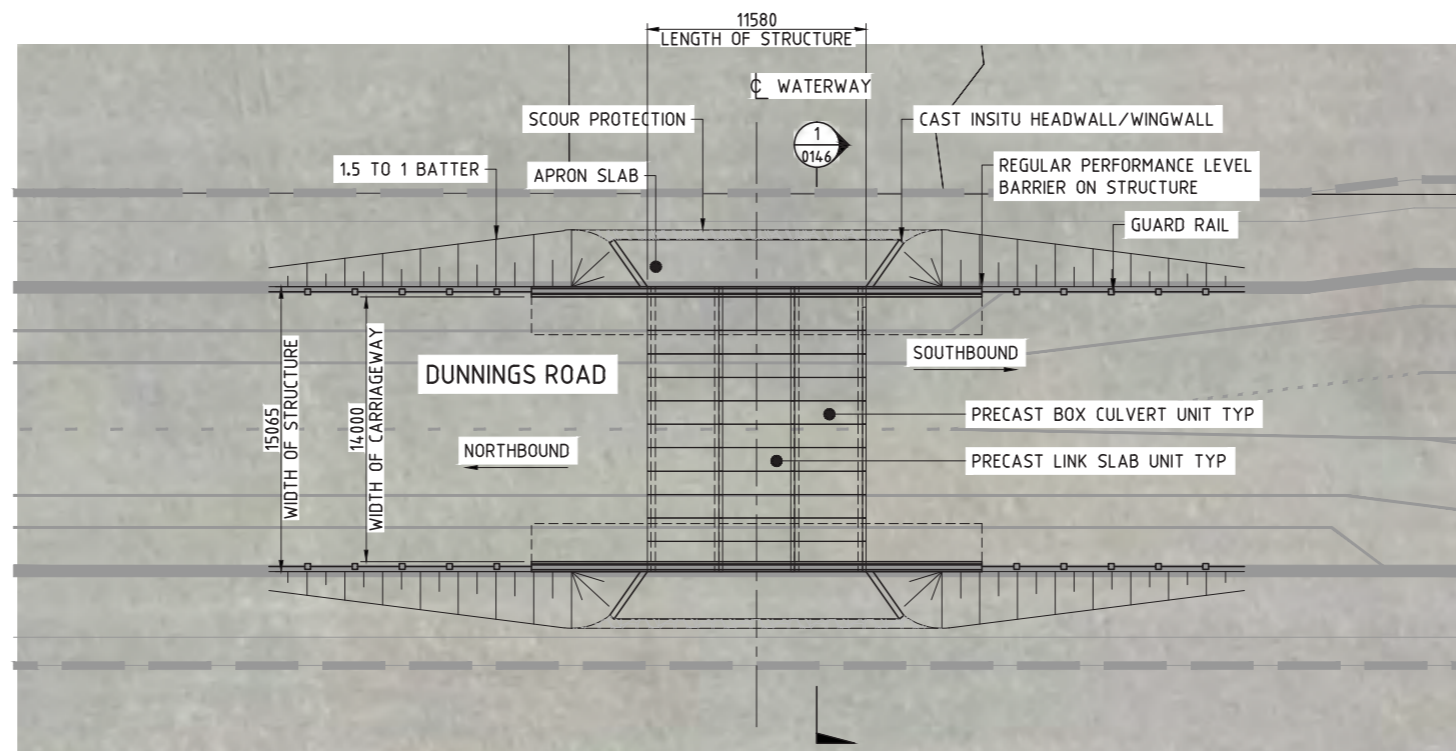 11580
LENGTH OF STRUCTURE
℄ WATERWAY
SCOUR PROTECTION
CAST INSITU HEADWALL/WINGWALL
1
0146
1.5 TO 1 BATTER
APRON SLAB
REGULAR PERFORMANCE LEVEL
BARRIER ON STRUCTURE
GUARD RAIL
15065
WIDTH OF STRUCTURE
14000
WIDTH OF CARRIAGEWAY
DUNNINGS ROAD
SOUTHBOUND
NORTHBOUND
PRECAST BOX CULVERT UNIT TYP
PRECAST LINK SLAB UNIT TYP